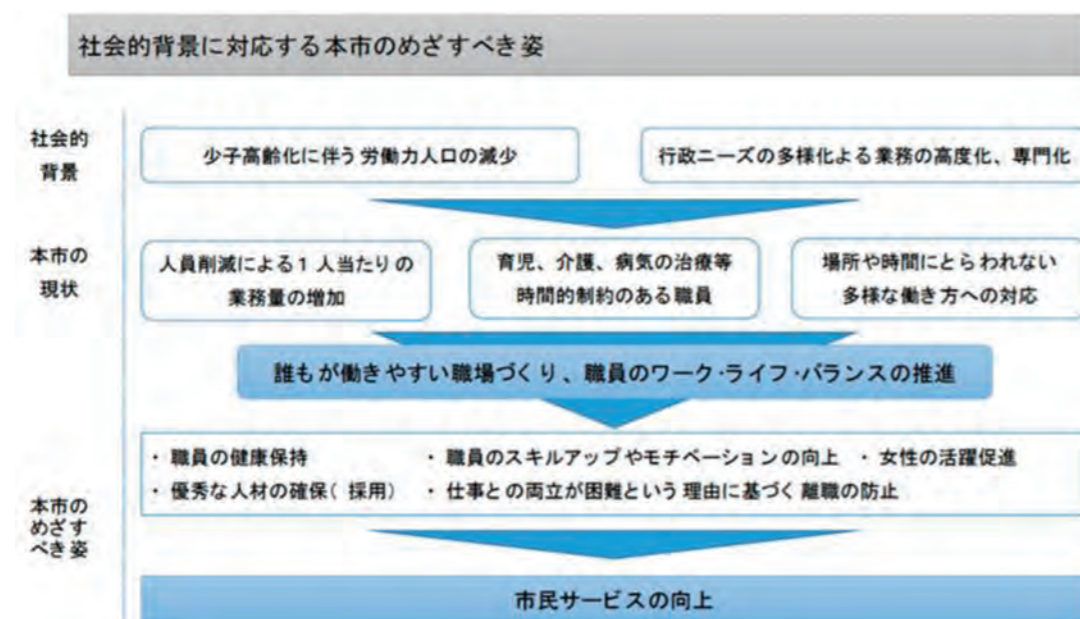 社会的背景に対応する本市のめざすべき姿
社会的
背景
少子高齢化に伴う労働力人口の減少
行政ニーズの多様化よる業務の高度化、専門化
本市の
現状
人員削減による1人当たりの
業務量の増加
育児、介護、病気の治療等
時間的制約のある職員
場所や時間にとらわれない
多様な働き方への対応
誰もが働きやすい職場づくり、職員のワーク・ライフ・バランスの推進
本市の
めざす
べき姿
・ 職員の健康保持 ・ 職員のスキルアップやモチベーションの向上 ・ 女性の活躍促進
・ 優秀な人材の確保(採用) ・ 仕事との両立が困難という理由に基づく離職の防止
市民サービスの向上